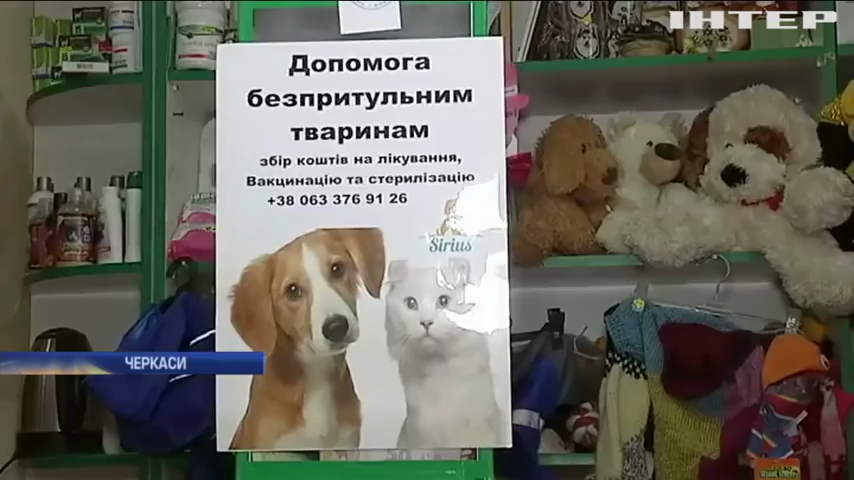 ІНТЕР
Допомога
безпритульним
тваринам
збір коштів на лікування,
Вакцинацію та стерилізацію
+38 063 376 91 26
Sirius
ЧЕРКАСИ